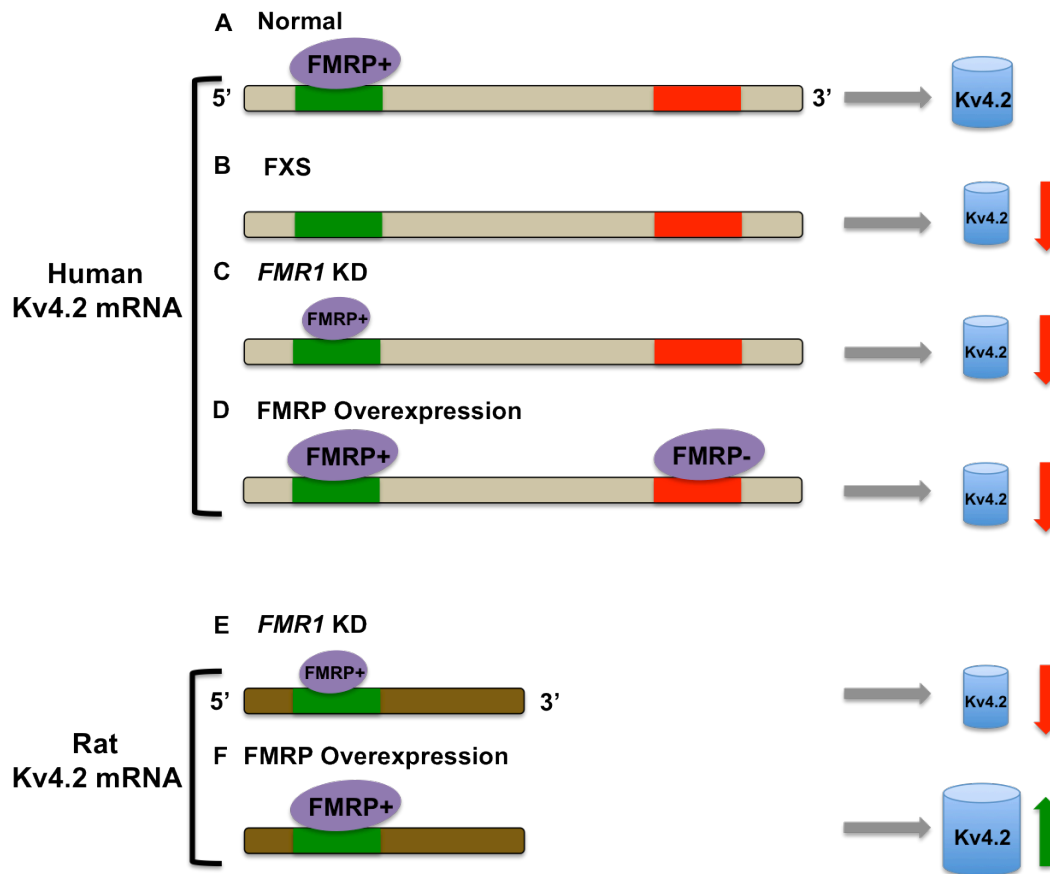 A Normal
FMRP+
5’ 3’ Kv4.2
B FXS
Kv4.2
C FMR1 KD
Human
Kv4.2 mRNA
FMRP+
Kv4.2
D FMRP Overexpression
FMRP+ FMRP-
Kv4.2
E FMR1 KD
FMRP+
5’ 3’ Kv4.2
Rat
Kv4.2 mRNA
F FMRP Overexpression
FMRP+
Kv4.2